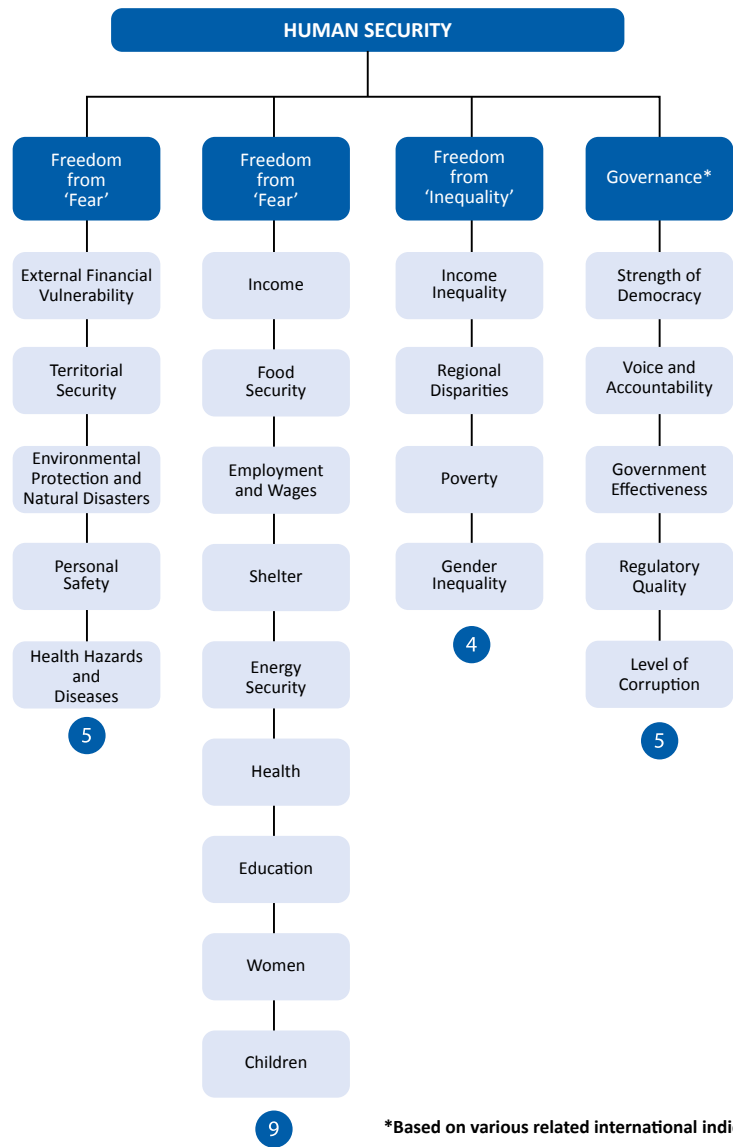 HUMAN SECURITY
Freedom
from
‘Fear’
External Financial
Vulnerability
Territorial
Security
Environmental
Protection and
Natural Disasters
Personal
Safety
Health Hazards
and
Diseases
5
Freedom
from
‘Fear’
Income
Food
Security
Employment
and Wages
Shelter
Energy
Security
Health
Education
Women
Children
9
Freedom
from
‘Inequality’
Income
Inequality
Regional
Disparities
Poverty
Gender
Inequality
4
Governance*
Strength of
Democracy
Voice and
Accountability
Government
Effectiveness
Regulatory
Quality
Level of
Corruption
5
*Based on various related international